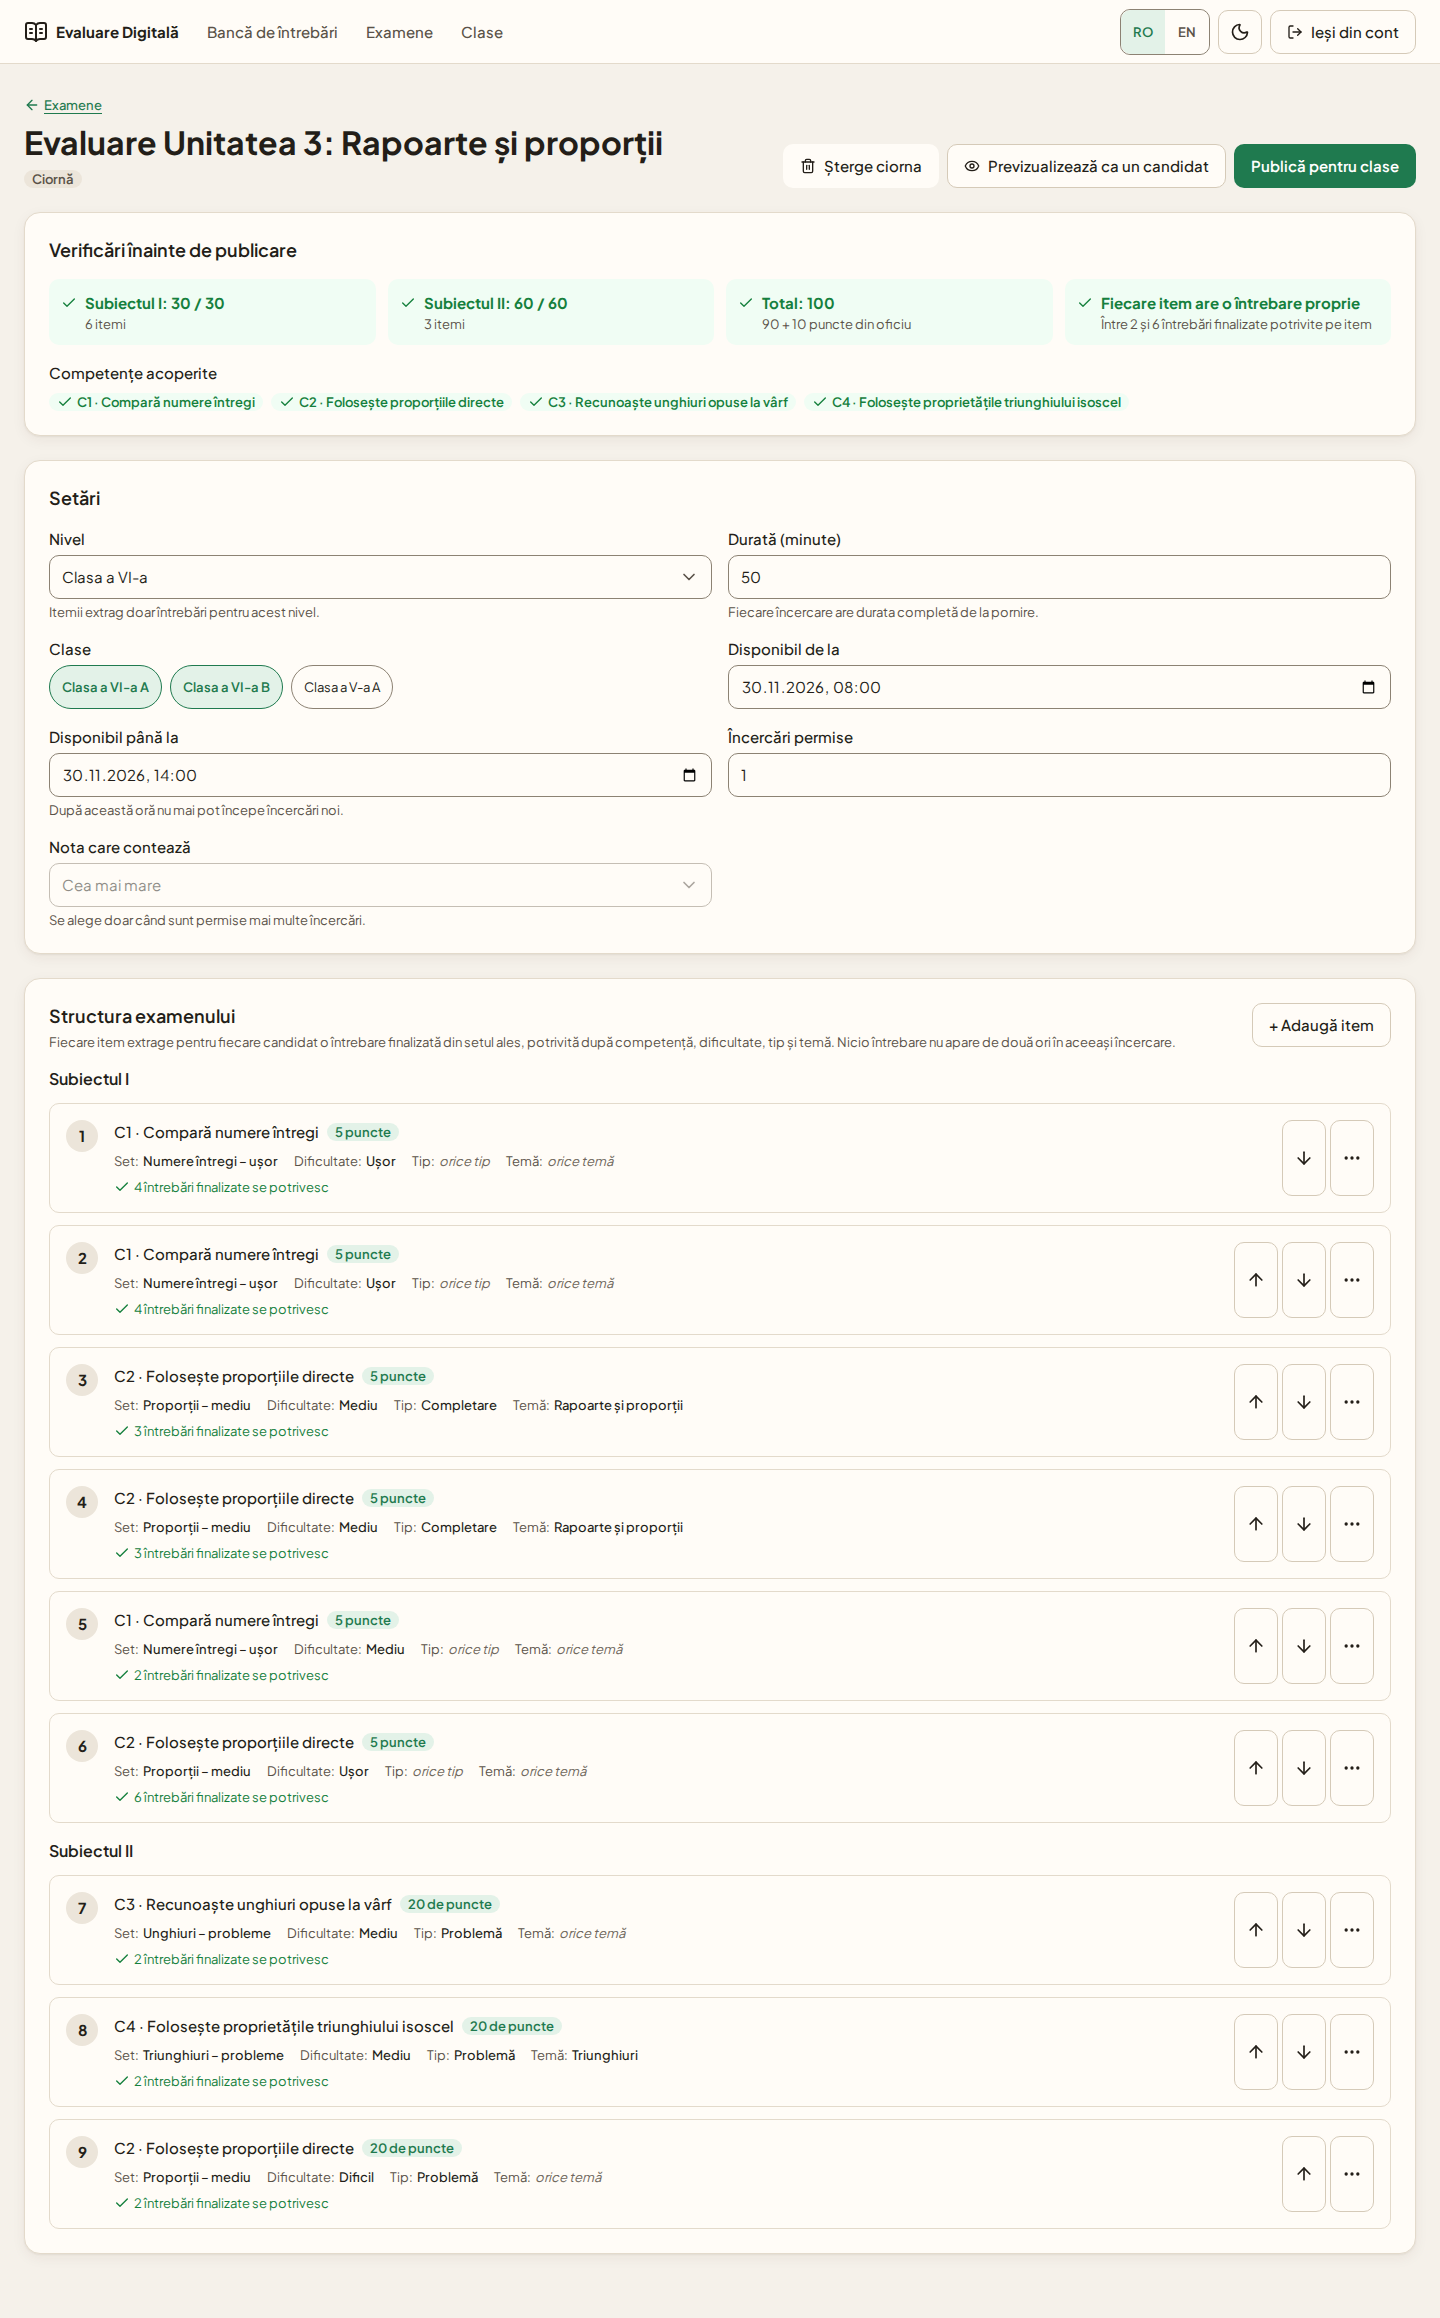 Evaluare Digitală
Bancă de întrebări
Examene
Clase
RO
EN
Ieși din cont
Examene
Evaluare Unitatea 3: Rapoarte și proporții
Ciornă
Șterge ciorna
Previzualizează ca un candidat
Publică pentru clase
Verificări înainte de publicare
Subiectul I: 30 / 30
6 itemi
Subiectul II: 60 / 60
3 itemi
Total: 100
90 + 10 puncte din oficiu
Fiecare item are o întrebare proprie
Între 2 și 6 întrebări finalizate potrivite pe item
Competențe acoperite
C1 · Compară numere întregi
C2 · Folosește proporțiile directe
C3 · Recunoaște unghiuri opuse la vârf
C4 · Folosește proprietățile triunghiului isoscel
Setări
Nivel
Clasa a VI-a
Itemii extrag doar întrebări pentru acest nivel.
Durată (minute)
50
Fiecare încercare are durata completă de la pornire.
Clase
Clasa a VI-a A
Clasa a VI-a B
Clasa a V-a A
Disponibil de la
30.11.2026, 08:00
Disponibil până la
30.11.2026, 14:00
După această oră nu mai pot începe încercări noi.
Încercări permise
1
Nota care contează
Cea mai mare
Se alege doar când sunt permise mai multe încercări.
Structura examenului
Fiecare item extrage pentru fiecare candidat o întrebare finalizată din setul ales, potrivită după competență, dificultate, tip și temă. Nicio întrebare nu apare de două ori în aceeași încercare.
+ Adaugă item
Subiectul I
1
C1 · Compară numere întregi 5 puncte
Set: Numere întregi – ușor Dificultate: Ușor Tip: orice tip Temă: orice temă
4 întrebări finalizate se potrivesc
2
C1 · Compară numere întregi 5 puncte
Set: Numere întregi – ușor Dificultate: Ușor Tip: orice tip Temă: orice temă
4 întrebări finalizate se potrivesc
3
C2 · Folosește proporțiile directe 5 puncte
Set: Proporții – mediu Dificultate: Mediu Tip: Completare Temă: Rapoarte și proporții
3 întrebări finalizate se potrivesc
4
C2 · Folosește proporțiile directe 5 puncte
Set: Proporții – mediu Dificultate: Mediu Tip: Completare Temă: Rapoarte și proporții
3 întrebări finalizate se potrivesc
5
C1 · Compară numere întregi 5 puncte
Set: Numere întregi – ușor Dificultate: Mediu Tip: orice tip Temă: orice temă
2 întrebări finalizate se potrivesc
6
C2 · Folosește proporțiile directe 5 puncte
Set: Proporții – mediu Dificultate: Ușor Tip: orice tip Temă: orice temă
6 întrebări finalizate se potrivesc
Subiectul II
7
C3 · Recunoaște unghiuri opuse la vârf 20 de puncte
Set: Unghiuri – probleme Dificultate: Mediu Tip: Problemă Temă: orice temă
2 întrebări finalizate se potrivesc
8
C4 · Folosește proprietățile triunghiului isoscel 20 de puncte
Set: Triunghiuri – probleme Dificultate: Mediu Tip: Problemă Temă: Triunghiuri
2 întrebări finalizate se potrivesc
9
C2 · Folosește proporțiile directe 20 de puncte
Set: Proporții – mediu Dificultate: Dificil Tip: Problemă Temă: orice temă
2 întrebări finalizate se potrivesc